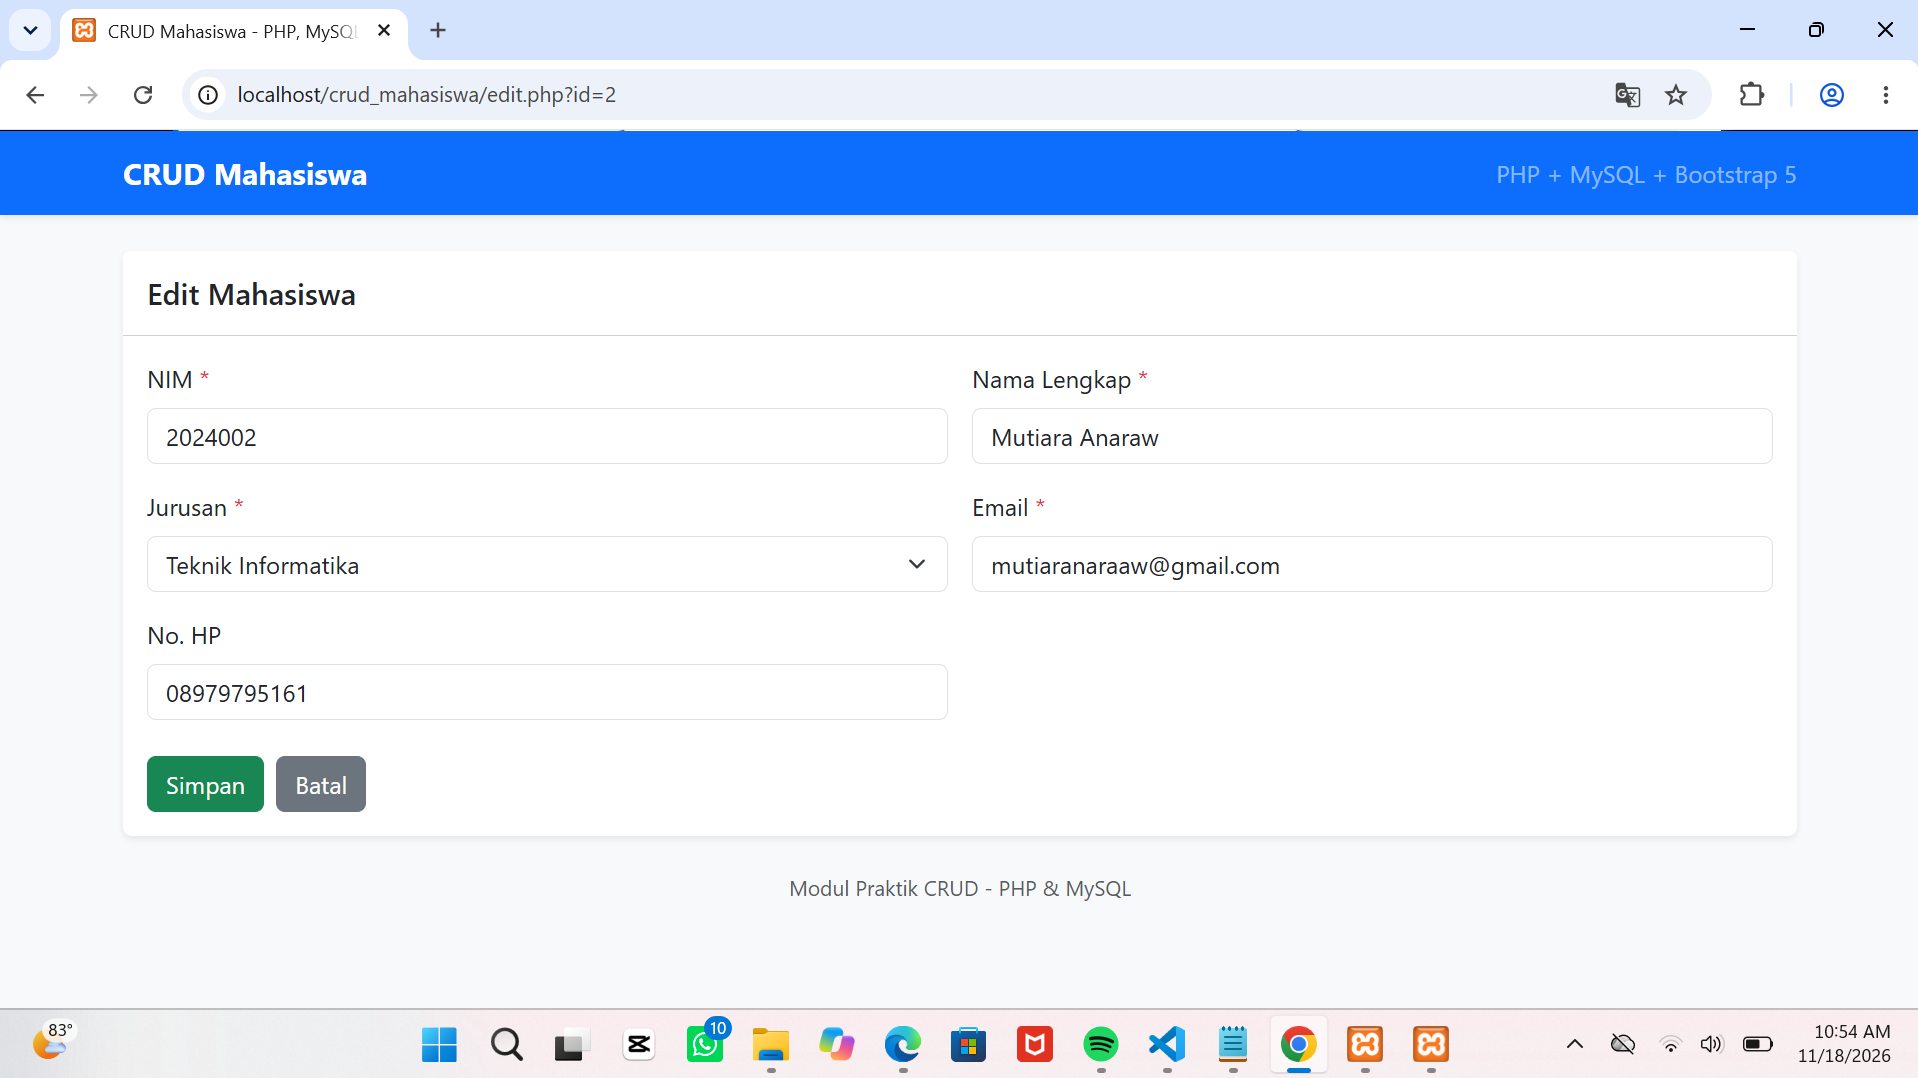 CRUD Mahasiswa - PHP, MySQL
localhost/crud_mahasiswa/edit.php?id=2
CRUD Mahasiswa
PHP + MySQL + Bootstrap 5
Edit Mahasiswa
NIM *
Nama Lengkap *
2024002
Mutiara Anaraw
Jurusan *
Email *
Teknik Informatika
mutiaranaraaw@gmail.com
No. HP
08979795161
Simpan
Batal
Modul Praktik CRUD - PHP & MySQL
83°
10
10:54 AM
11/18/2026